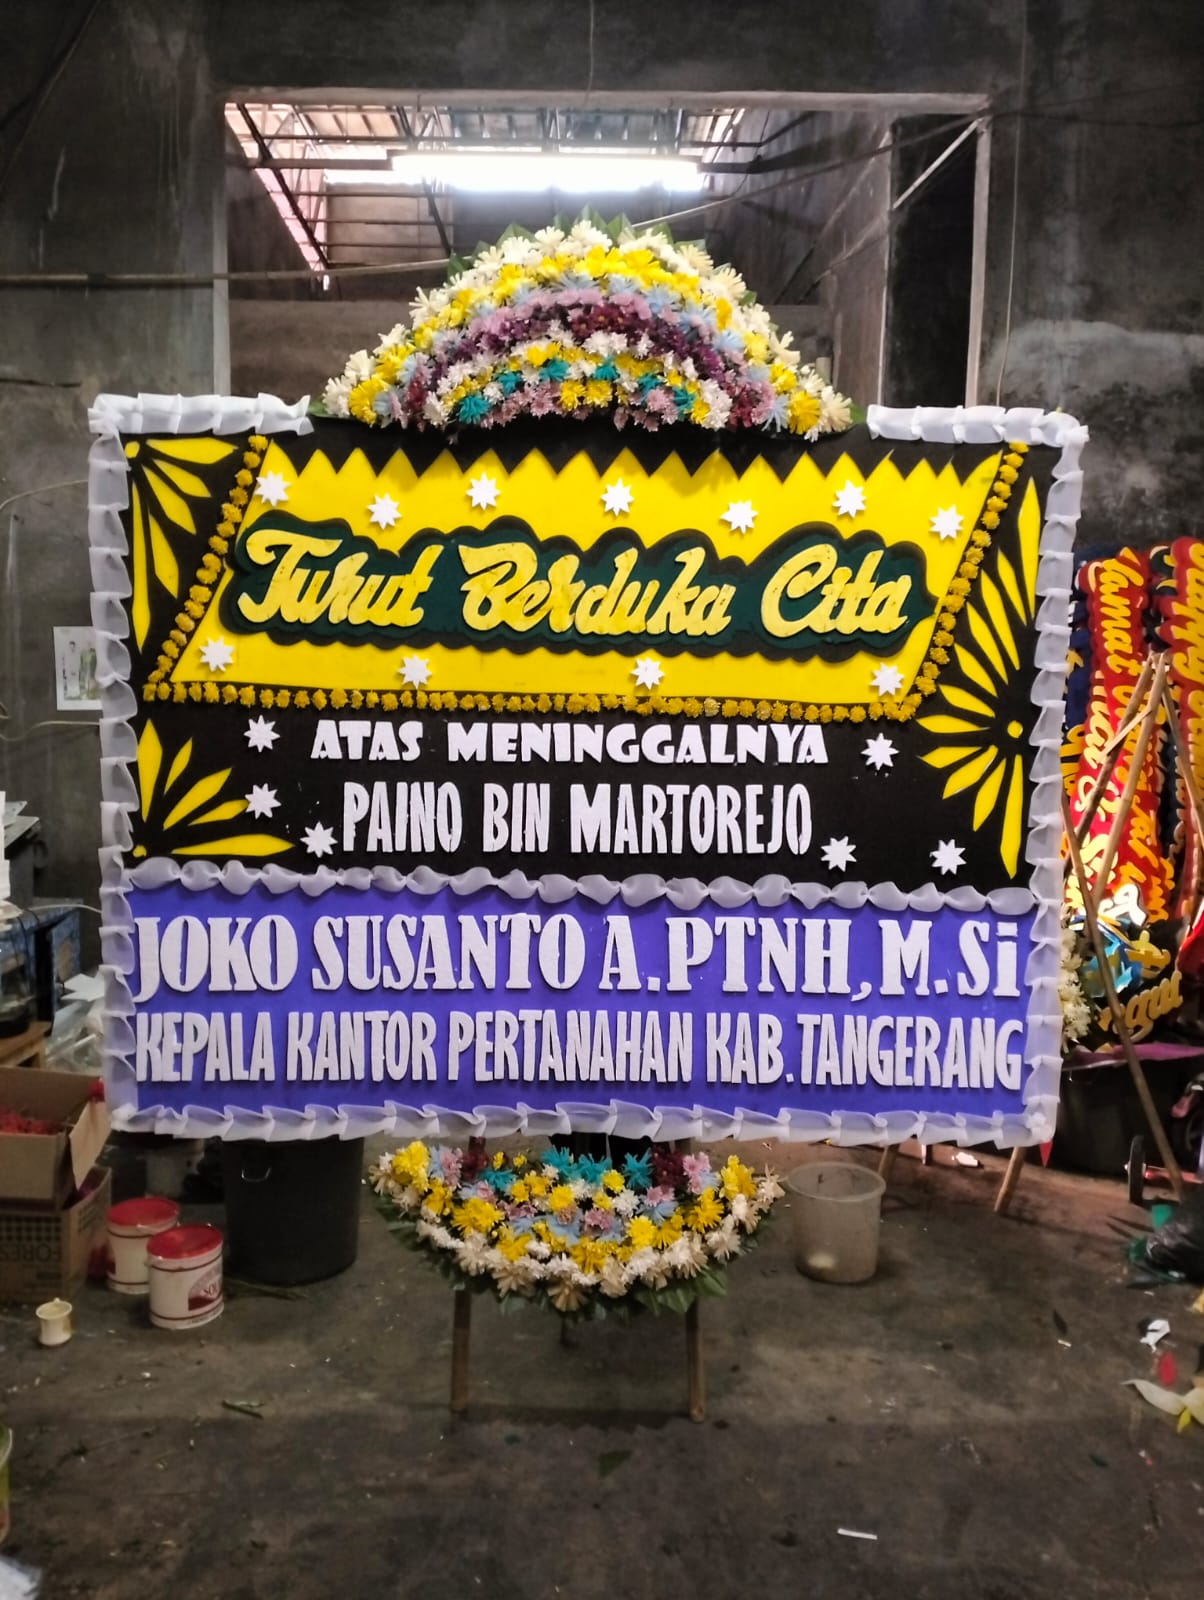 Turut Berduka Cita
ATAS MENINGGALNYA
PAINO BIN MARTOREJO
JOKO SUSANTO A.PTNH,M.Si
KEPALA KANTOR PERTANAHAN KAB.TANGERANG